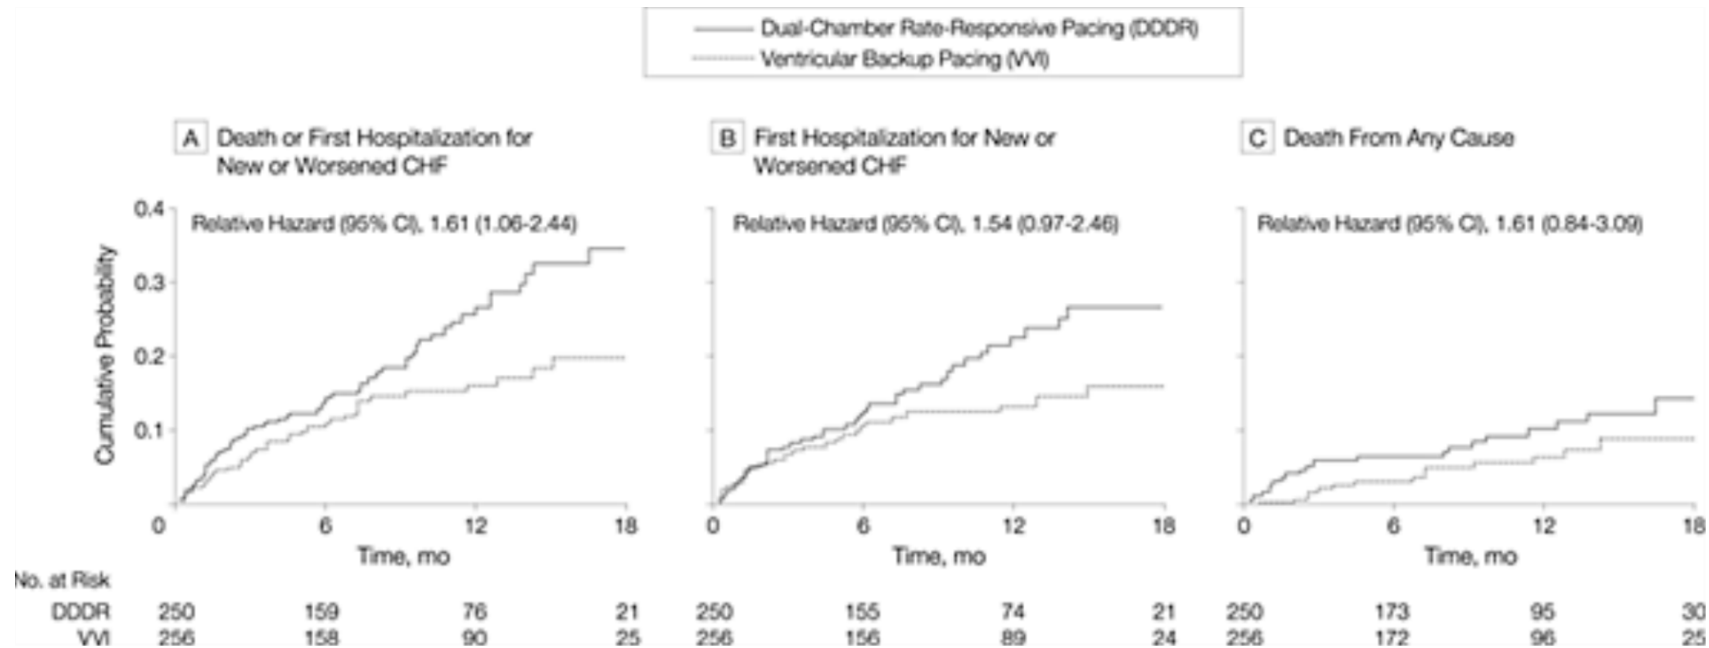 Dual-Chamber Rate-Responsive Pacing (DDDR)
Ventricular Backup Pacing (VVI)
A Death or First Hospitalization for
New or Worsened CHF
B First Hospitalization for New or
Worsened CHF
C Death From Any Cause
Relative Hazard (95% CI), 1.61 (1.06-2.44)
Relative Hazard (95% CI), 1.54 (0.97-2.46)
Relative Hazard (95% CI), 1.61 (0.84-3.09)
Cumulative Probability
0.4
0.3
0.2
0.1
0 6 12 18
0 6 12 18
0 6 12 18
Time, mo
Time, mo
Time, mo
No. at Risk
DDDR 250 159 76 21 250 155 74 21 250 173 95 30
VVI 256 158 90 25 256 156 89 24 256 172 96 25